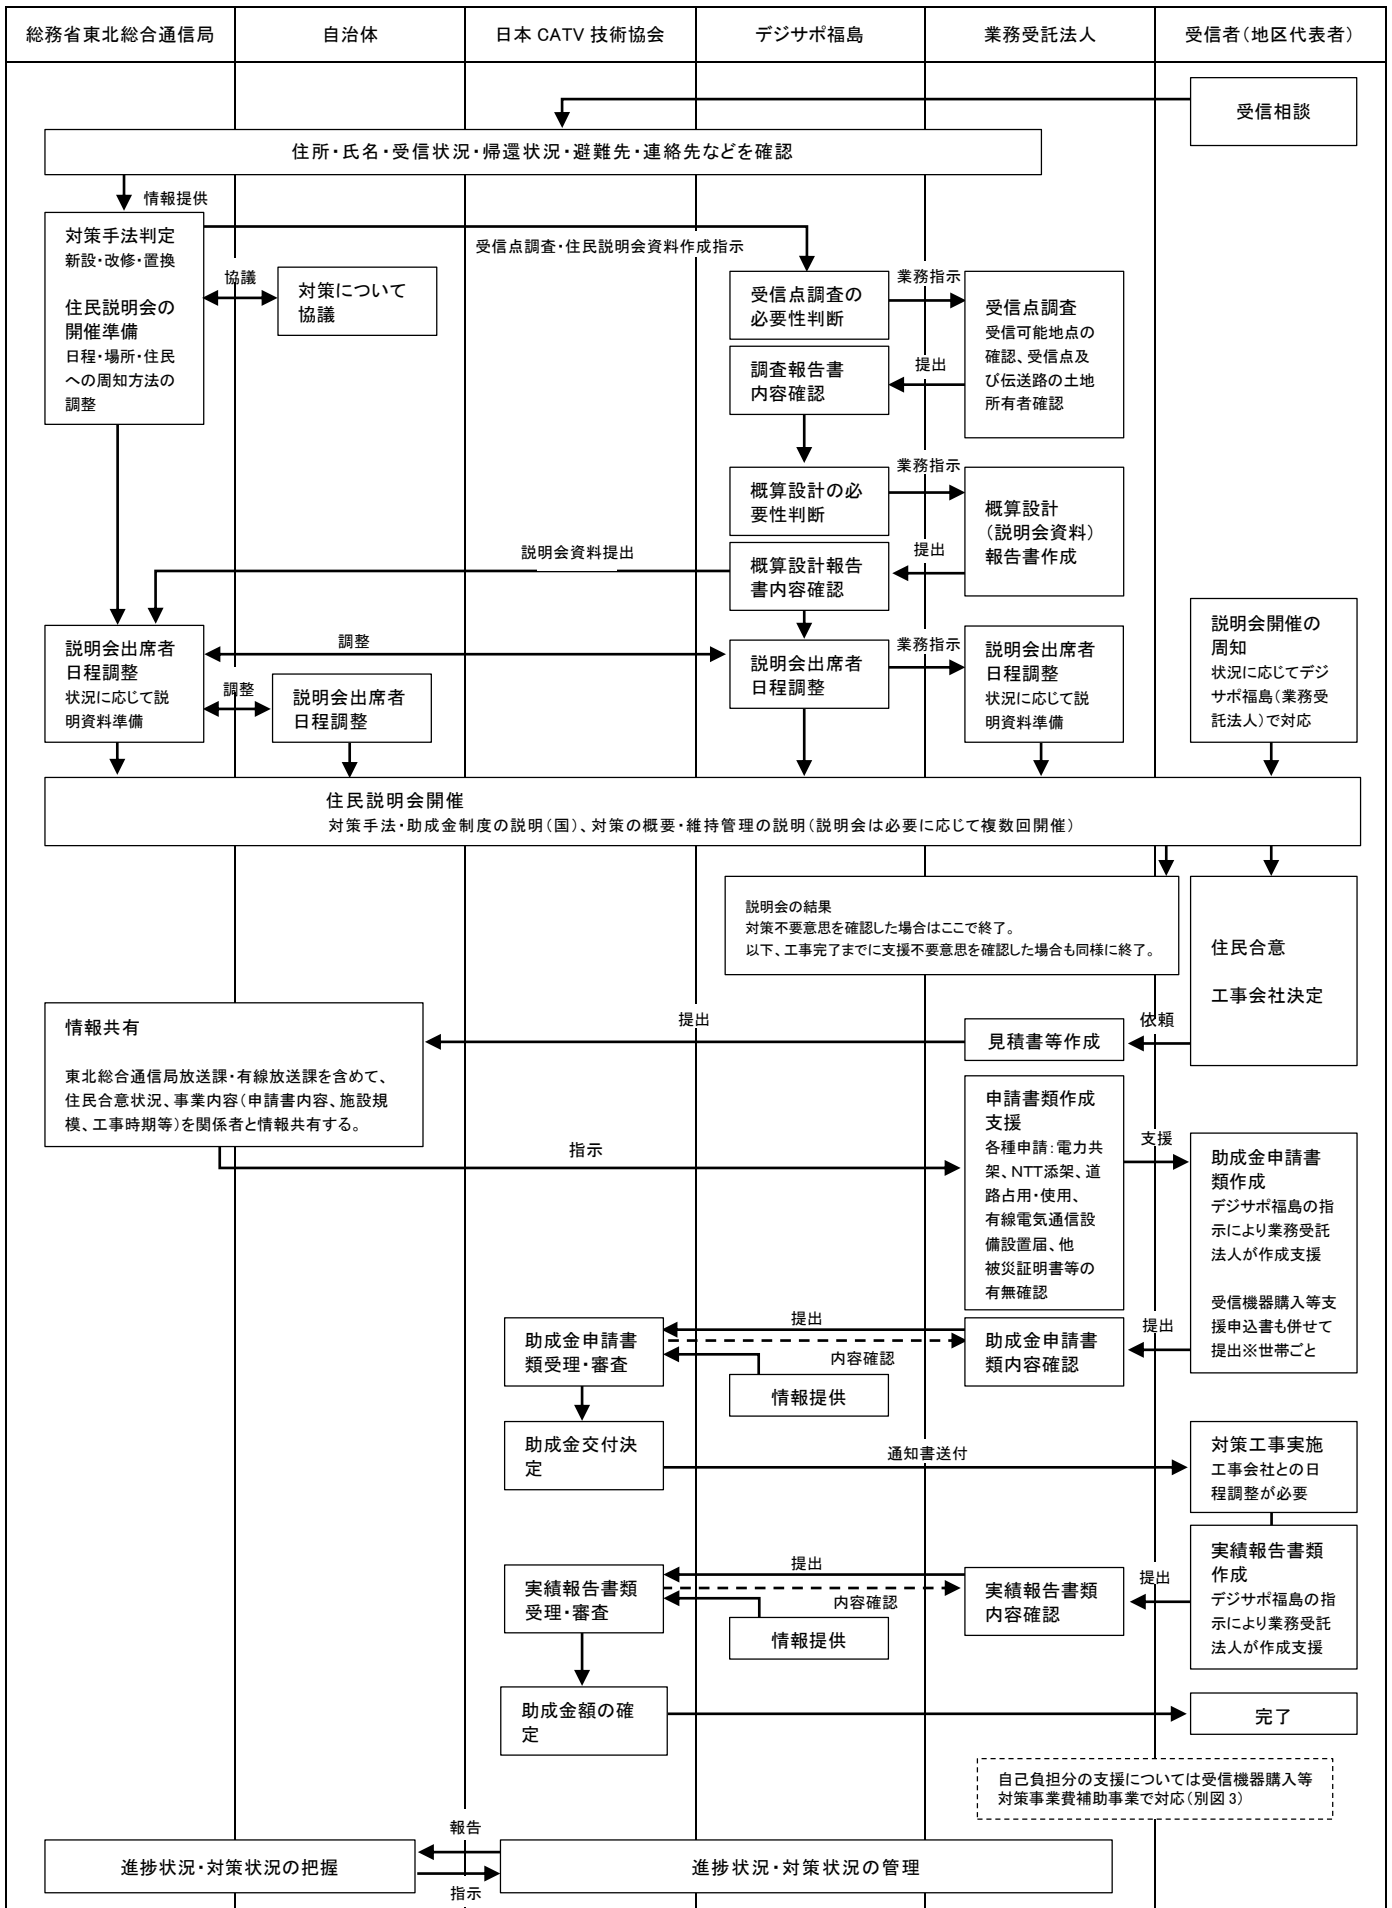 総務省東北総合通信局
自治体
日本 CATV 技術協会
デジサポ福島
業務受託法人
受信者(地区代表者)
受信相談
住所・氏名・受信状況・帰還状況・避難先・連絡先などを確認
情報提供
対策手法判定
新設・改修・置換
住民説明会の
開催準備
日程・場所・住民
への周知方法の
調整
受信点調査・住民説明会資料作成指示
協議
対策について
協議
受信点調査の
必要性判断
業務指示
受信点調査
受信可能地点の
確認、受信点及
び伝送路の土地
所有者確認
提出
調査報告書
内容確認
概算設計の必
要性判断
業務指示
概算設計
(説明会資料)
報告書作成
提出
概算設計報告
書内容確認
説明会資料提出
説明会出席者
日程調整
状況に応じて説
明資料準備
調整
調整
説明会出席者
日程調整
説明会出席者
日程調整
業務指示
説明会出席者
日程調整
状況に応じて説
明資料準備
説明会開催の
周知
状況に応じてデジ
サポ福島(業務受
託法人)で対応
住民説明会開催
対策手法・助成金制度の説明(国)、対策の概要・維持管理の説明(説明会は必要に応じて複数回開催)
説明会の結果
対策不要意思を確認した場合はここで終了。
以下、工事完了までに支援不要意思を確認した場合も同様に終了。
住民合意
工事会社決定
依頼
見積書等作成
提出
情報共有
東北総合通信局放送課・有線放送課を含めて、
住民合意状況、事業内容(申請書内容、施設規
模、工事時期等)を関係者と情報共有する。
指示
申請書類作成
支援
各種申請:電力共
架、NTT添架、道
路占用・使用、
有線電気通信設
備設置届、他
被災証明書等の
有無確認
支援
助成金申請書
類作成
デジサポ福島の指
示により業務受託
法人が作成支援
受信機器購入等支
援申込書も併せて
提出※世帯ごと
提出
助成金申請書
類内容確認
提出
内容確認
助成金申請書
類受理・審査
情報提供
助成金交付決
定
通知書送付
対策工事実施
工事会社との日
程調整が必要
実績報告書類
作成
デジサポ福島の指
示により業務受託
法人が作成支援
提出
実績報告書類
内容確認
提出
内容確認
実績報告書類
受理・審査
情報提供
助成金額の確
定
完了
自己負担分の支援については受信機器購入等
対策事業費補助事業で対応(別図3)
報告
進捗状況・対策状況の把握
進捗状況・対策状況の管理
指示